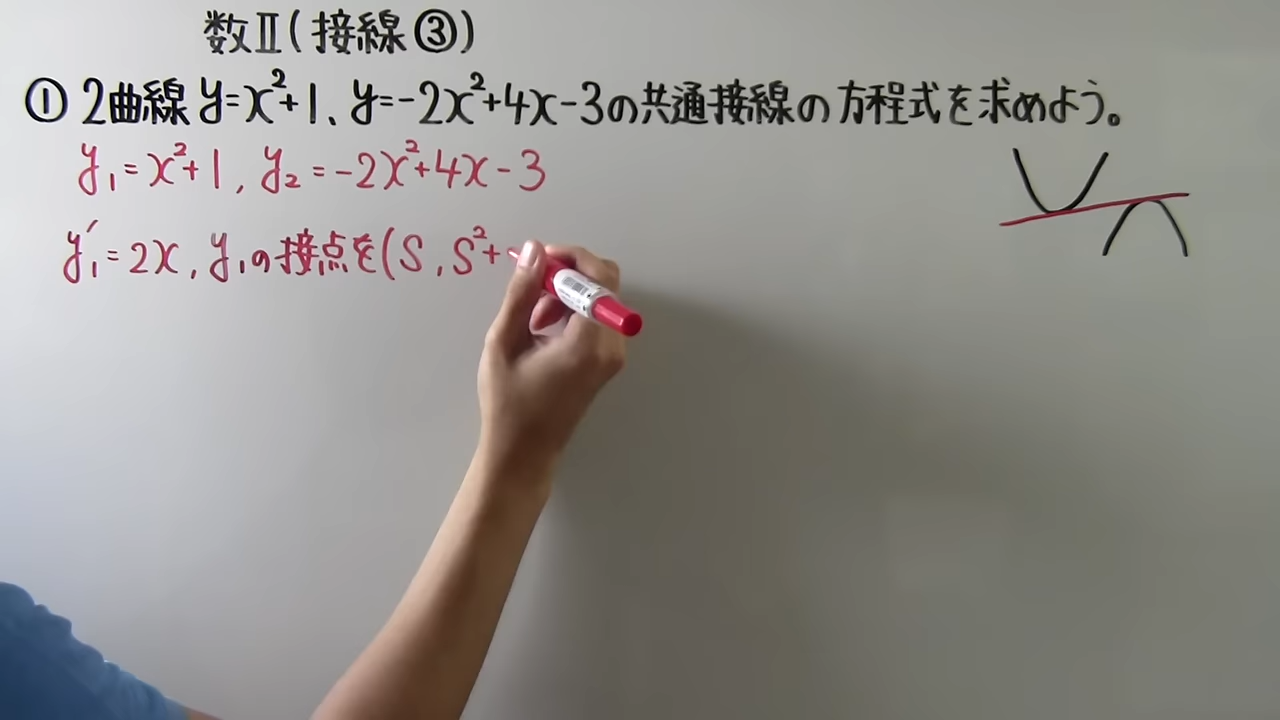 数Ⅱ(接線③)
① 2曲線 y=x²+1、y=-2x²+4x-3の共通接線の方程式を求めよう。
y₁=x²+1, y₂=-2x²+4x-3
y₁′=2x, y₁の接点を(S, S²+